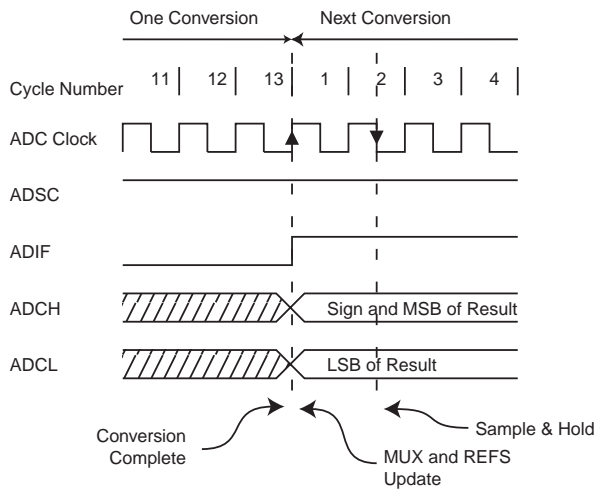 One Conversion Next Conversion
Cycle Number 11 12 13 1 2 3 4
ADC Clock
ADSC
ADIF
ADCH Sign and MSB of Result
ADCL LSB of Result
Conversion
Complete
MUX and REFS
Update
Sample & Hold